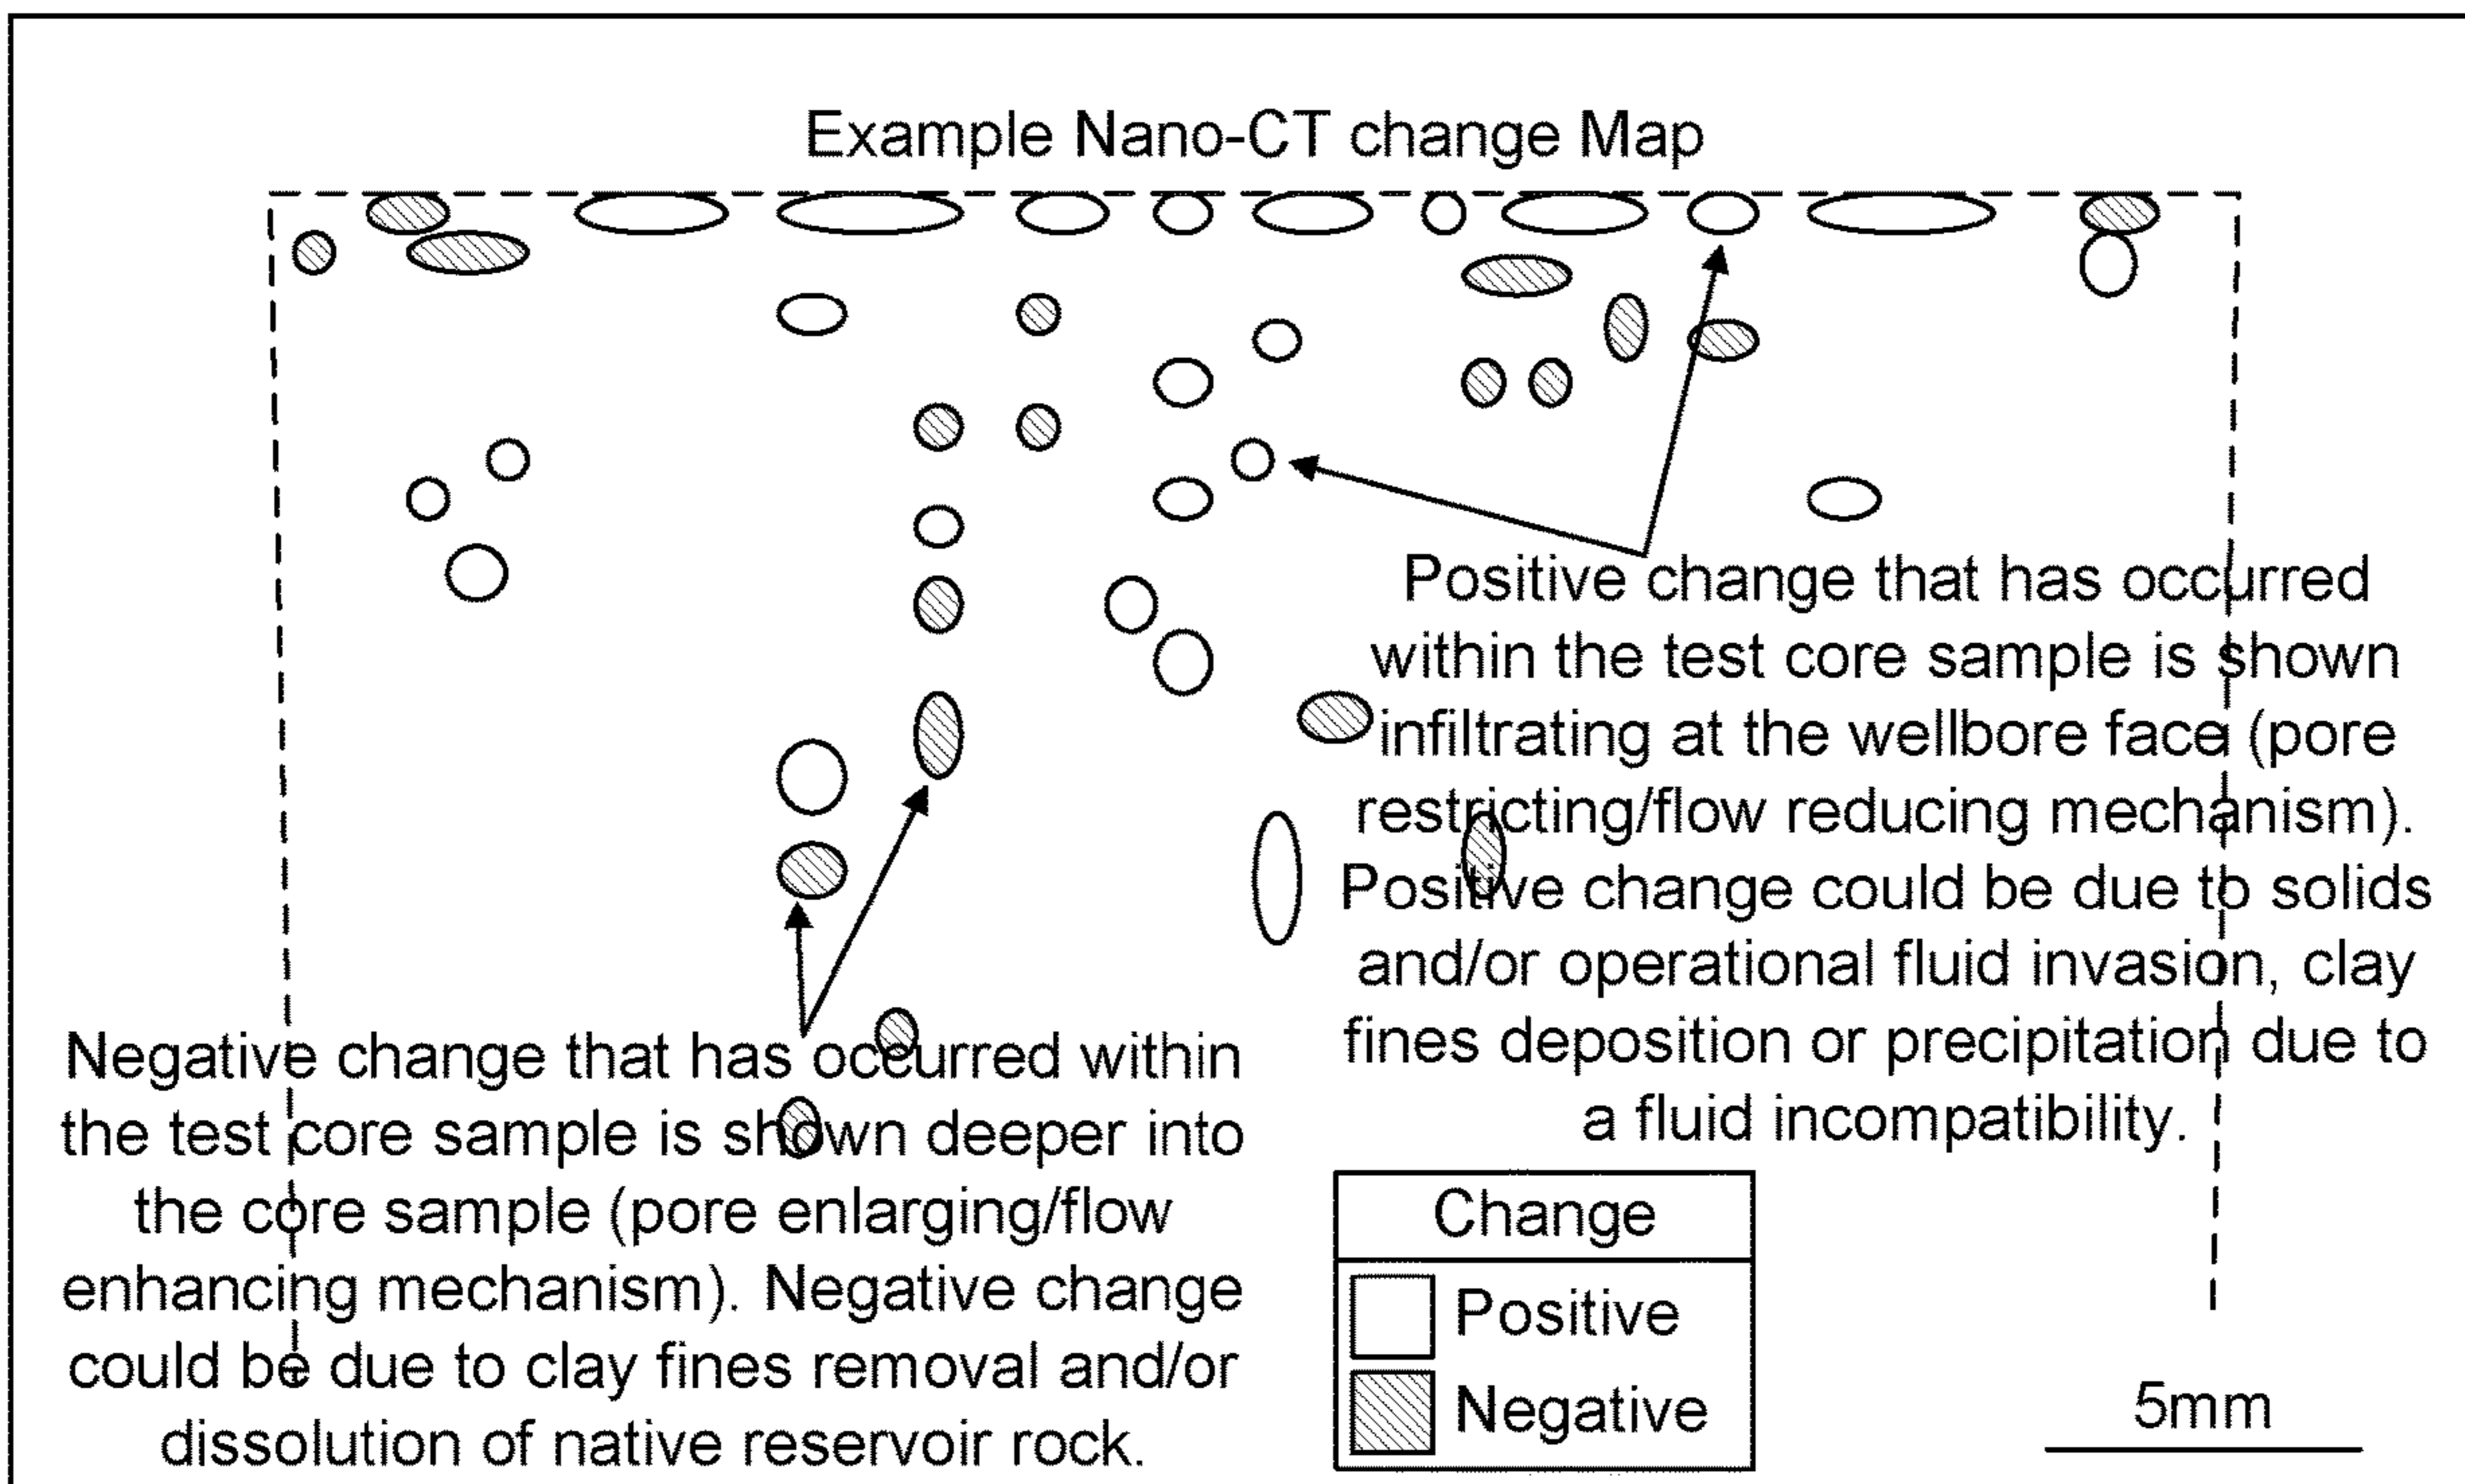 Example Nano-CT change Map
Positive change that has occurred
within the test core sample is shown
infiltrating at the wellbore face (pore
restricting/flow reducing mechanism).
Positive change could be due to solids
and/or operational fluid invasion, clay
fines deposition or precipitation due to
a fluid incompatibility.
Negative change that has occurred within
the test core sample is shown deeper into
the core sample (pore enlarging/flow
enhancing mechanism). Negative change
could be due to clay fines removal and/or
dissolution of native reservoir rock.
Change
Positive
Negative
5mm